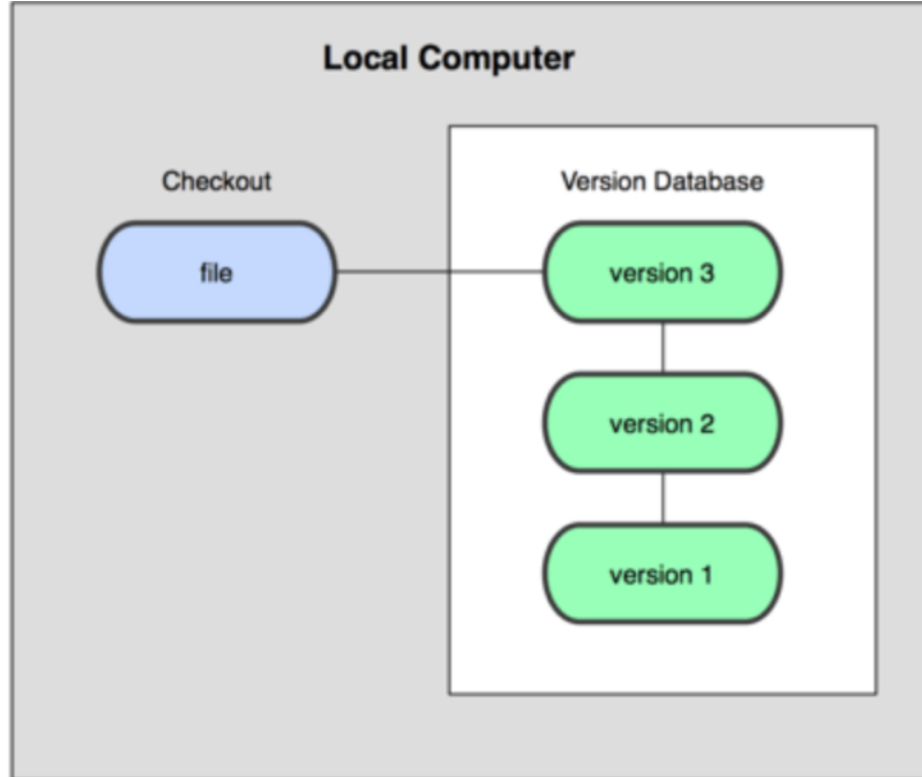 Local Computer
Checkout
Version Database
file
version 3
version 2
version 1